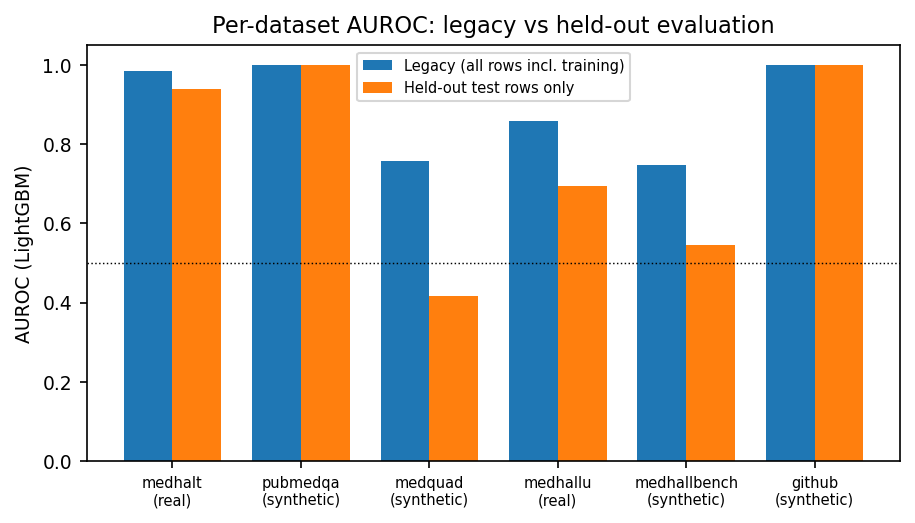 Per-dataset AUROC: legacy vs held-out evaluation
Legacy (all rows incl. training)
Held-out test rows only
AUROC (LightGBM)
1.0
0.8
0.6
0.4
0.2
0.0
medhalt
(real)
pubmedqa
(synthetic)
medquad
(synthetic)
medhallu
(real)
medhallbench
(synthetic)
github
(synthetic)